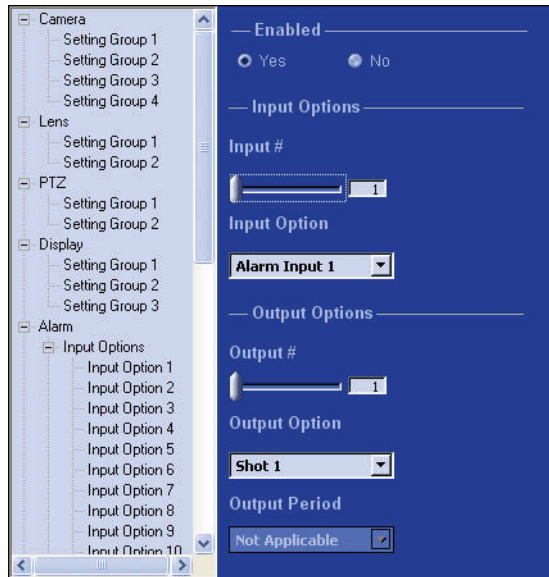 Camera
Setting Group 1
Setting Group 2
Setting Group 3
Setting Group 4
Lens
Setting Group 1
Setting Group 2
PTZ
Setting Group 1
Setting Group 2
Display
Setting Group 1
Setting Group 2
Setting Group 3
Alarm
Input Options
Input Option 1
Input Option 2
Input Option 3
Input Option 4
Input Option 5
Input Option 6
Input Option 7
Input Option 8
Input Option 9
Input Option 10
Enabled
Yes No
Input Options
Input #
1
Input Option
Alarm Input 1
Output Options
Output #
1
Output Option
Shot 1
Output Period
Not Applicable